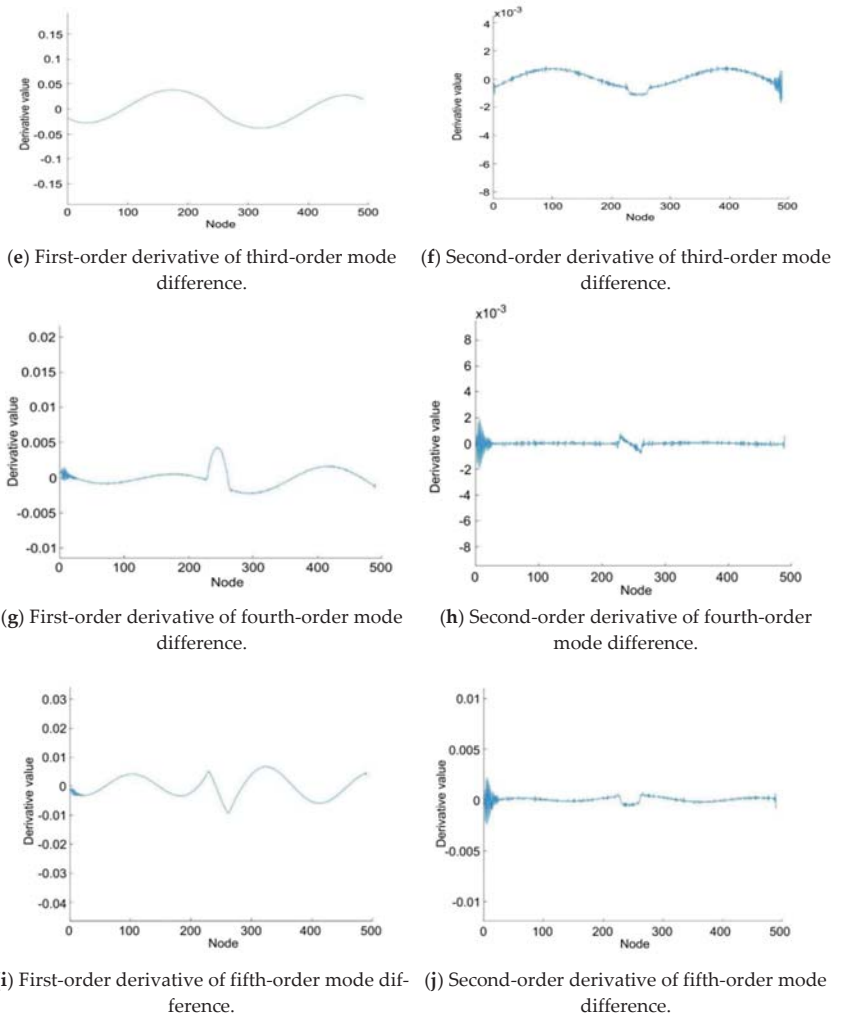 0.15
0.1
0.05
0
-0.05
-0.1
-0.15
Derivative value
0 100 200 300 400 500
Node
×10⁻³
4
2
0
-2
-4
-6
-8
Derivative value
0 100 200 300 400 500
Node
(e) First-order derivative of third-order mode
difference.
(f) Second-order derivative of third-order mode
difference.
0.02
0.015
0.01
0.005
0
-0.005
-0.01
Derivative value
0 100 200 300 400 500
Node
x10⁻³
8
6
4
2
0
-2
-4
-6
-8
Derivative value
0 100 200 300 400 500
Node
(g) First-order derivative of fourth-order mode
difference.
(h) Second-order derivative of fourth-order
mode difference.
0.03
0.02
0.01
0
-0.01
-0.02
-0.03
-0.04
Derivative value
0 100 200 300 400 500
Node
0.01
0.005
0
-0.005
-0.01
Derivative value
0 100 200 300 400 500
Node
i) First-order derivative of fifth-order mode dif-
ference.
(j) Second-order derivative of fifth-order mode
difference.